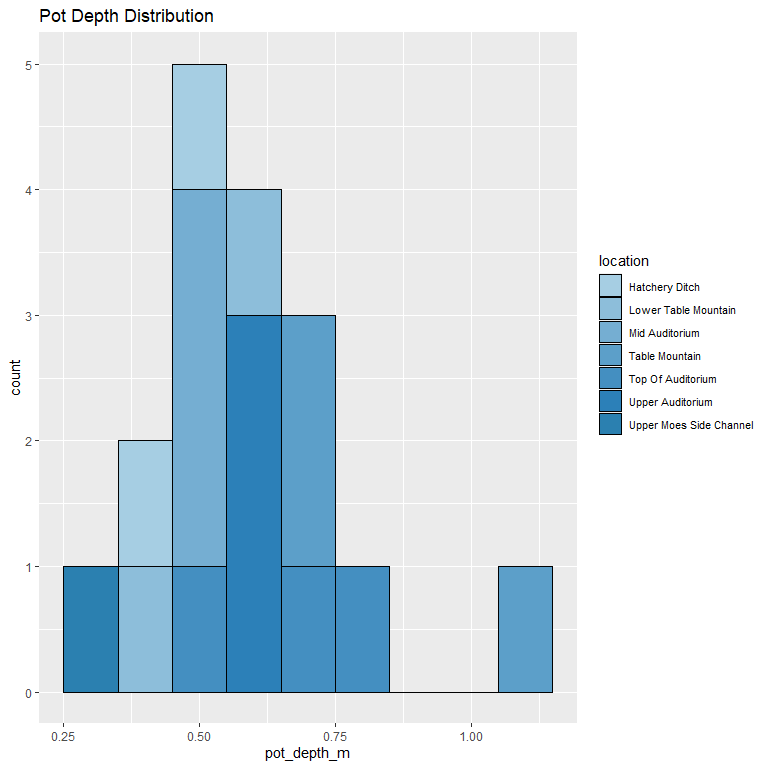 Pot Depth Distribution
5
4
3
2
1
0
count
0.25 0.50 0.75 1.00
pot_depth_m
location
Hatchery Ditch
Lower Table Mountain
Mid Auditorium
Table Mountain
Top Of Auditorium
Upper Auditorium
Upper Moes Side Channel